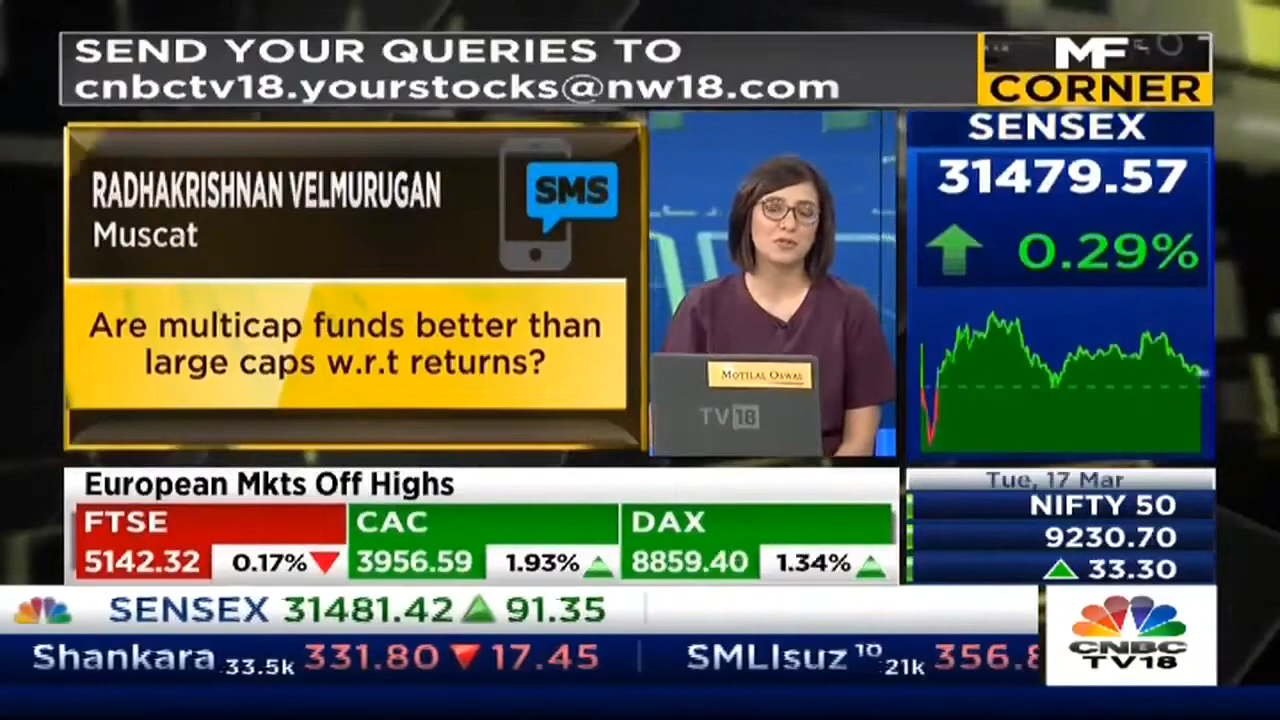 SEND YOUR QUERIES TO
cnbctv18.yourstocks@nw18.com
MF
CORNER
RADHAKRISHNAN VELMURUGAN
Muscat
SMS
Are multicap funds better than
large caps w.r.t returns?
MOTILAL OSWAL
TV18
SENSEX
31479.57
0.29%
European Mkts Off Highs
FTSE
5142.32 0.17%
CAC
3956.59 1.93%
DAX
8859.40 1.34%
Tue, 17 Mar
NIFTY 50
9230.70
33.30
SENSEX 31481.42 91.35
Shankara 33.5k 331.80 17.45 SMLIsuz 10 21k 356.8
CNBC
TV18